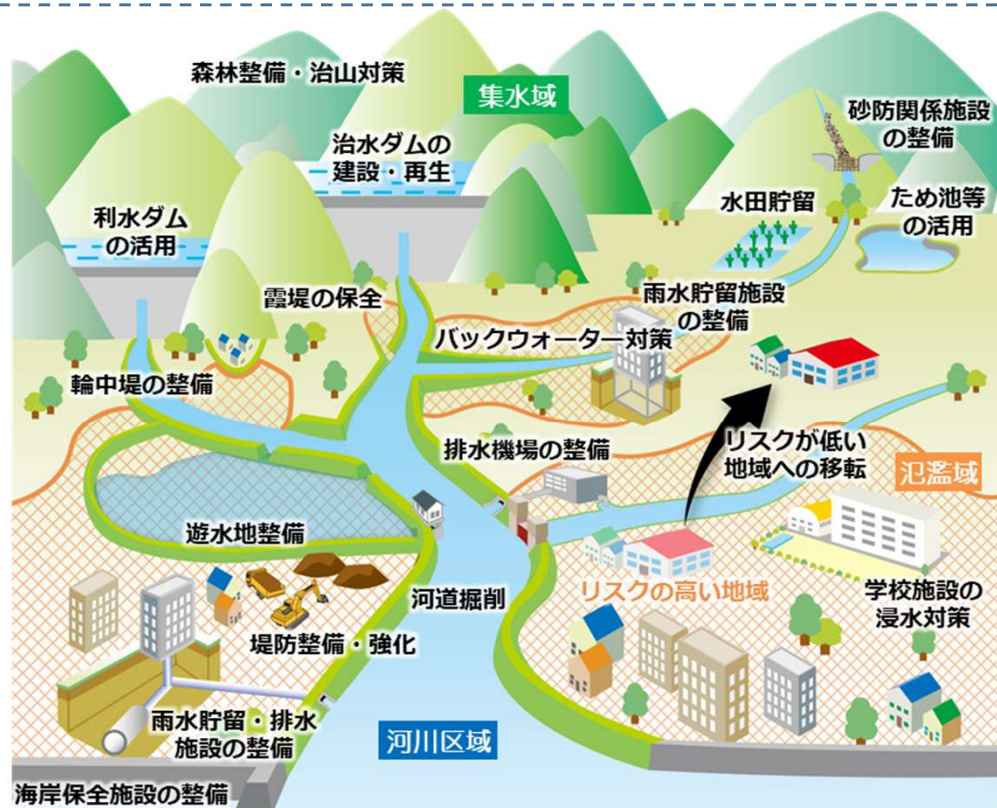 森林整備・治山対策
集水域
砂防関係施設
の整備
治水ダムの
建設・再生
水田貯留
ため池等
の活用
利水ダム
の活用
霞堤の保全
雨水貯留施設
の整備
バックウォーター対策
輪中堤の整備
排水機場の整備
リスクが低い
地域への移転
氾濫域
遊水地整備
リスクの高い地域
学校施設の
浸水対策
河道掘削
堤防整備・強化
雨水貯留・排水
施設の整備
河川区域
海岸保全施設の整備